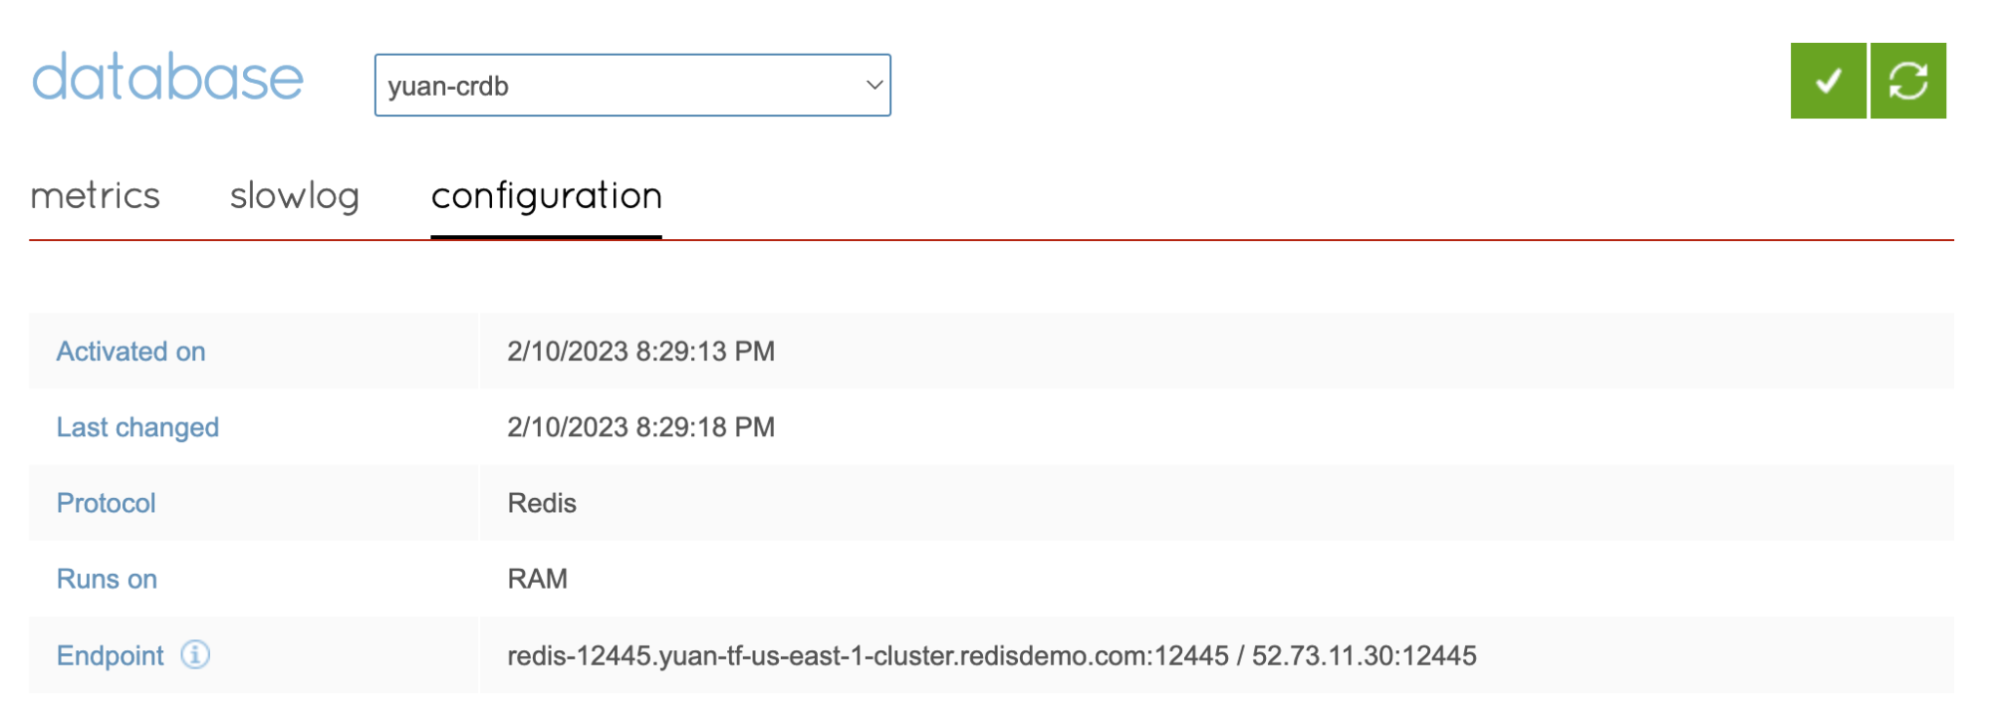 database yuan-crdb
metrics slowlog configuration
Activated on 2/10/2023 8:29:13 PM
Last changed 2/10/2023 8:29:18 PM
Protocol Redis
Runs on RAM
Endpoint redis-12445.yuan-tf-us-east-1-cluster.redisdemo.com:12445 / 52.73.11.30:12445